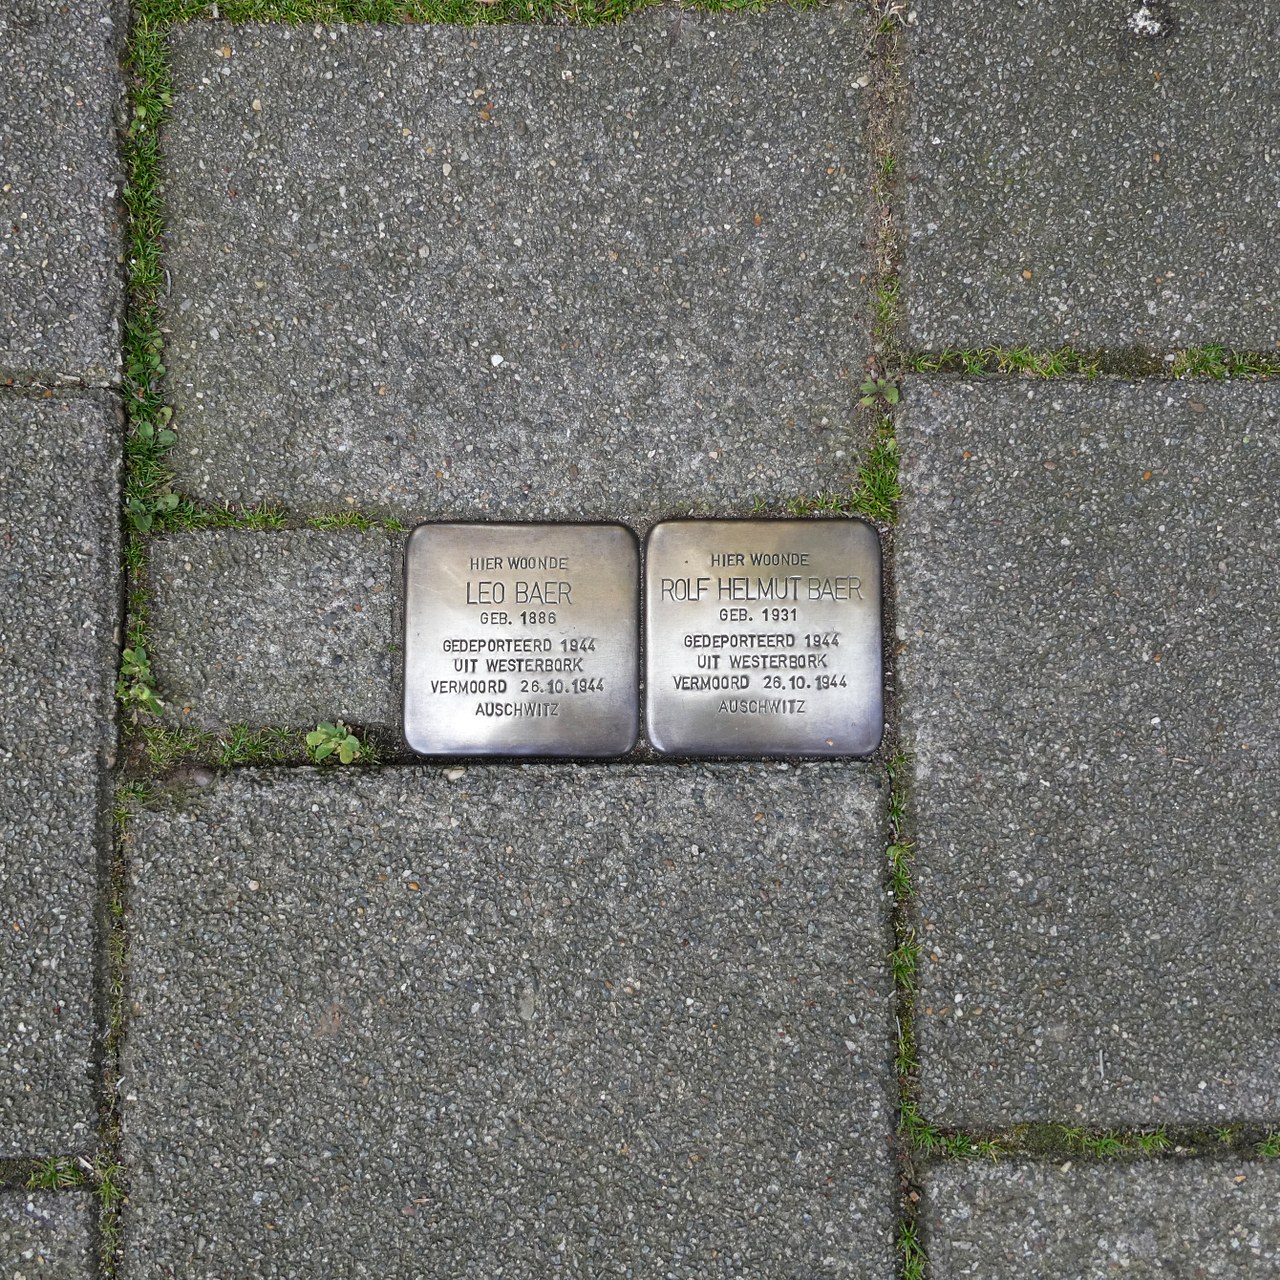 HIER WOONDE
LEO BAER
GEB. 1886
GEDEPORTEERD 1944
UIT WESTERBORK
VERMOORD 26.10.1944
AUSCHWITZ
HIER WOONDE
ROLF HELMUT BAER
GEB. 1931
GEDEPORTEERD 1944
UIT WESTERBORK
VERMOORD 26.10.1944
AUSCHWITZ